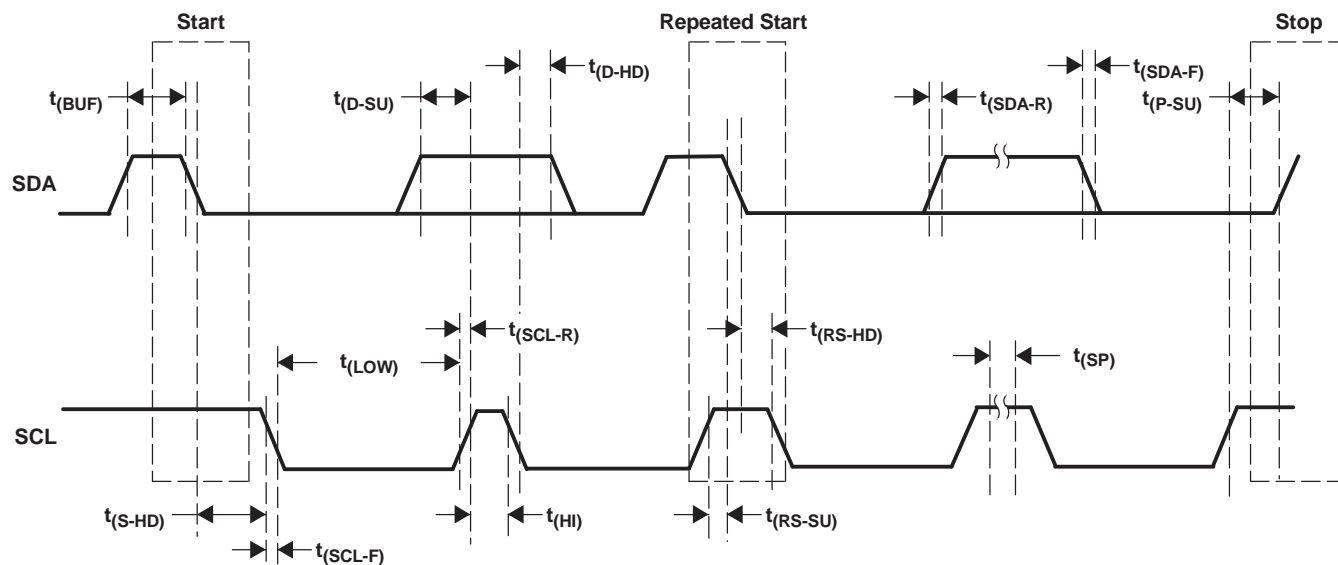 Start
Repeated Start
Stop
t(D-HD)
t(SDA-F)
t(BUF)
t(D-SU)
t(SDA-R)
t(P-SU)
SDA
t(SCL-R)
t(RS-HD)
t(LOW)
t(SP)
SCL
t(S-HD)
t(HI)
t(RS-SU)
t(SCL-F)